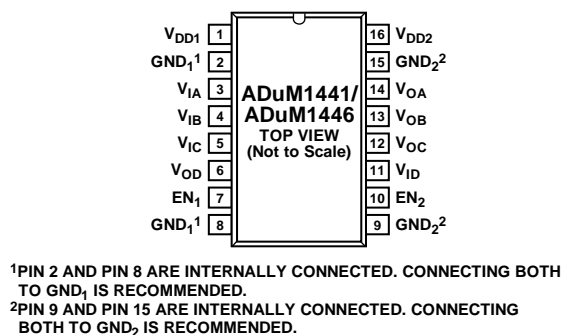 VDD1 1 16 VDD2
GND1¹ 2 15 GND2²
VIA 3 14 VOA
VIB 4 13 VOB
VIC 5 12 VOC
VOD 6 11 VID
EN1 7 10 EN2
GND1¹ 8 9 GND2²
ADuM1441/
ADuM1446
TOP VIEW
(Not to Scale)
¹PIN 2 AND PIN 8 ARE INTERNALLY CONNECTED. CONNECTING BOTH
TO GND1 IS RECOMMENDED.
²PIN 9 AND PIN 15 ARE INTERNALLY CONNECTED. CONNECTING
BOTH TO GND2 IS RECOMMENDED.